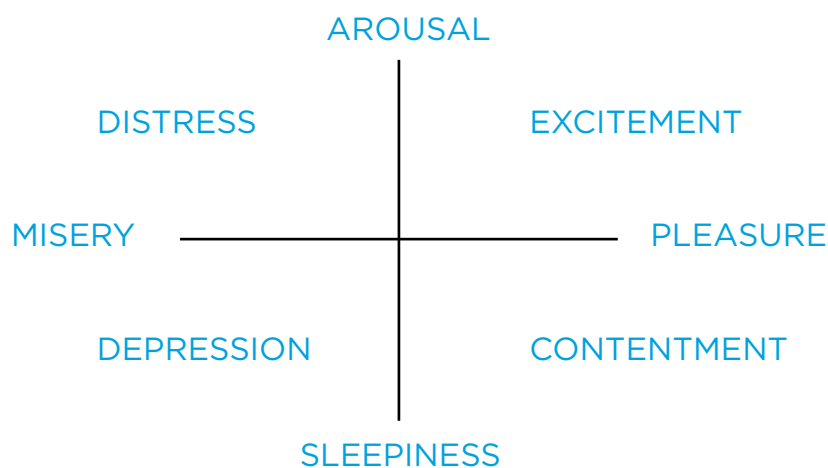 AROUSAL
DISTRESS
EXCITEMENT
MISERY
PLEASURE
DEPRESSION
CONTENTMENT
SLEEPINESS